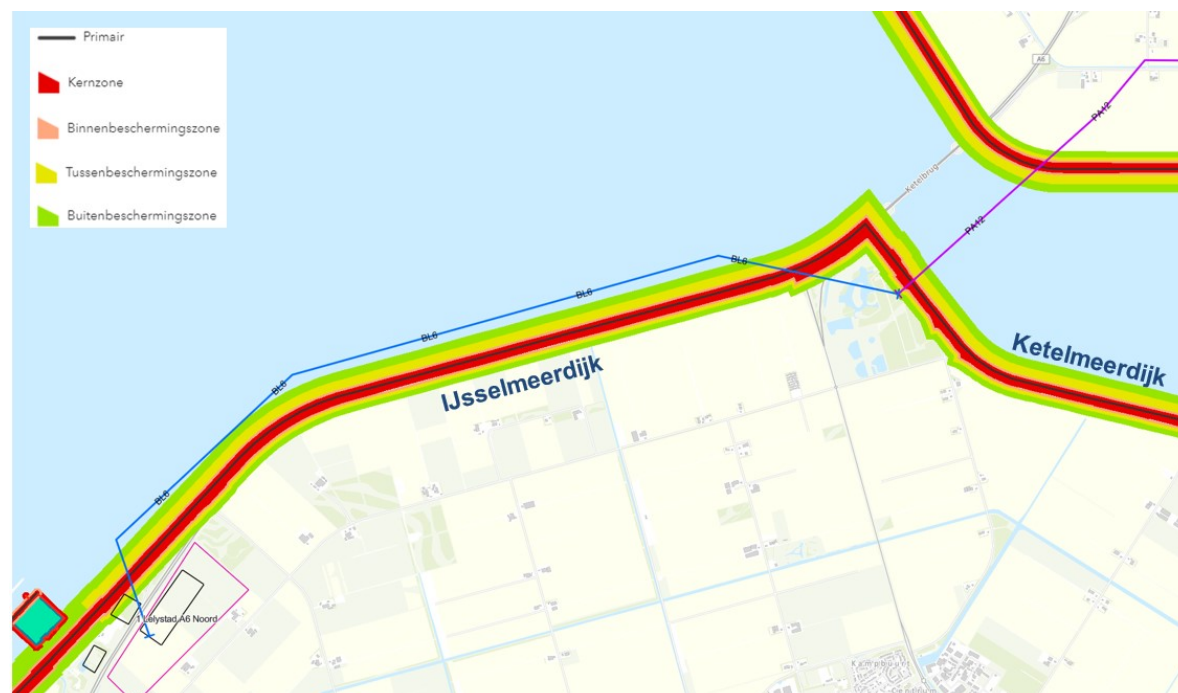 Primair
Kernzone
Binnenbeschermingszone
Tussenbeschermingszone
Buitenbeschermingszone
A6
PA12
Ketelbrug
PA12
BL6
BL6
BL6
BL6
BL6
IJsselmeerdijk
Ketelmeerdijk
1 Lelystad A6 Noord
Kamphuunt